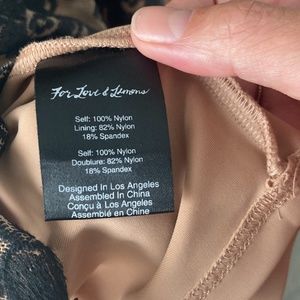 For Love & Lemons
Self: 100% Nylon
Lining: 82% Nylon
18% Spandex
Self: 100% Nylon
Doublure: 82% Nylon
18% Spandex
Designed In Los Angeles
Assembled In China
Conçu à Los Angeles
Assemblé en Chine